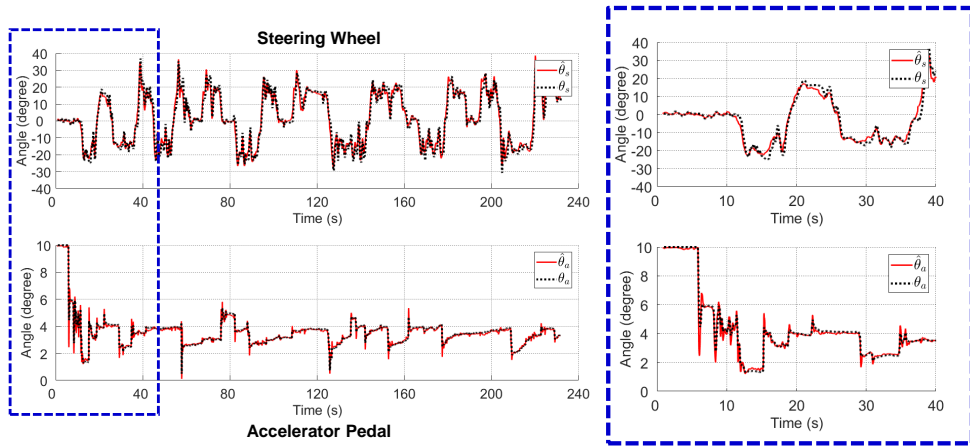 Steering Wheel
Angle (degree)
40
30
20
10
0
-10
-20
-30
-40
θ̂s
θs
0 40 80 120 160 200 240
Time (s)
Angle (degree)
10
8
6
4
2
0
θ̂a
θa
0 40 80 120 160 200 240
Time (s)
Accelerator Pedal
Angle (degree)
40
30
20
10
0
-10
-20
-30
-40
θ̂s
θs
0 10 20 30 40
Time (s)
Angle (degree)
10
8
6
4
2
0
θ̂a
θa
0 10 20 30 40
Time (s)